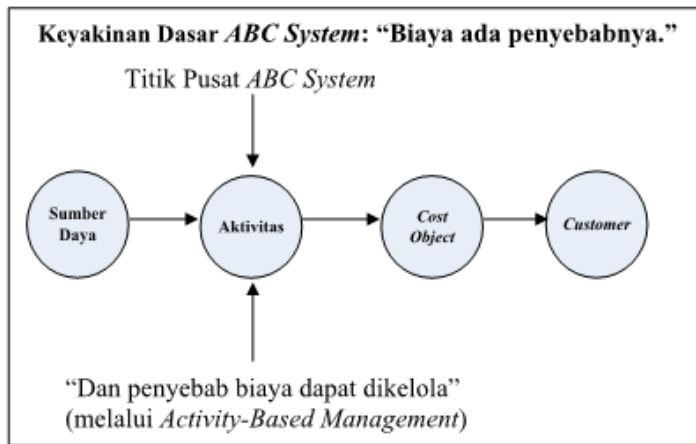 Keyakinan Dasar ABC System: “Biaya ada penyebabnya.”
Titik Pusat ABC System
Sumber
Daya
Aktivitas
Cost
Object
Customer
“Dan penyebab biaya dapat dikelola”
(melalui Activity-Based Management)